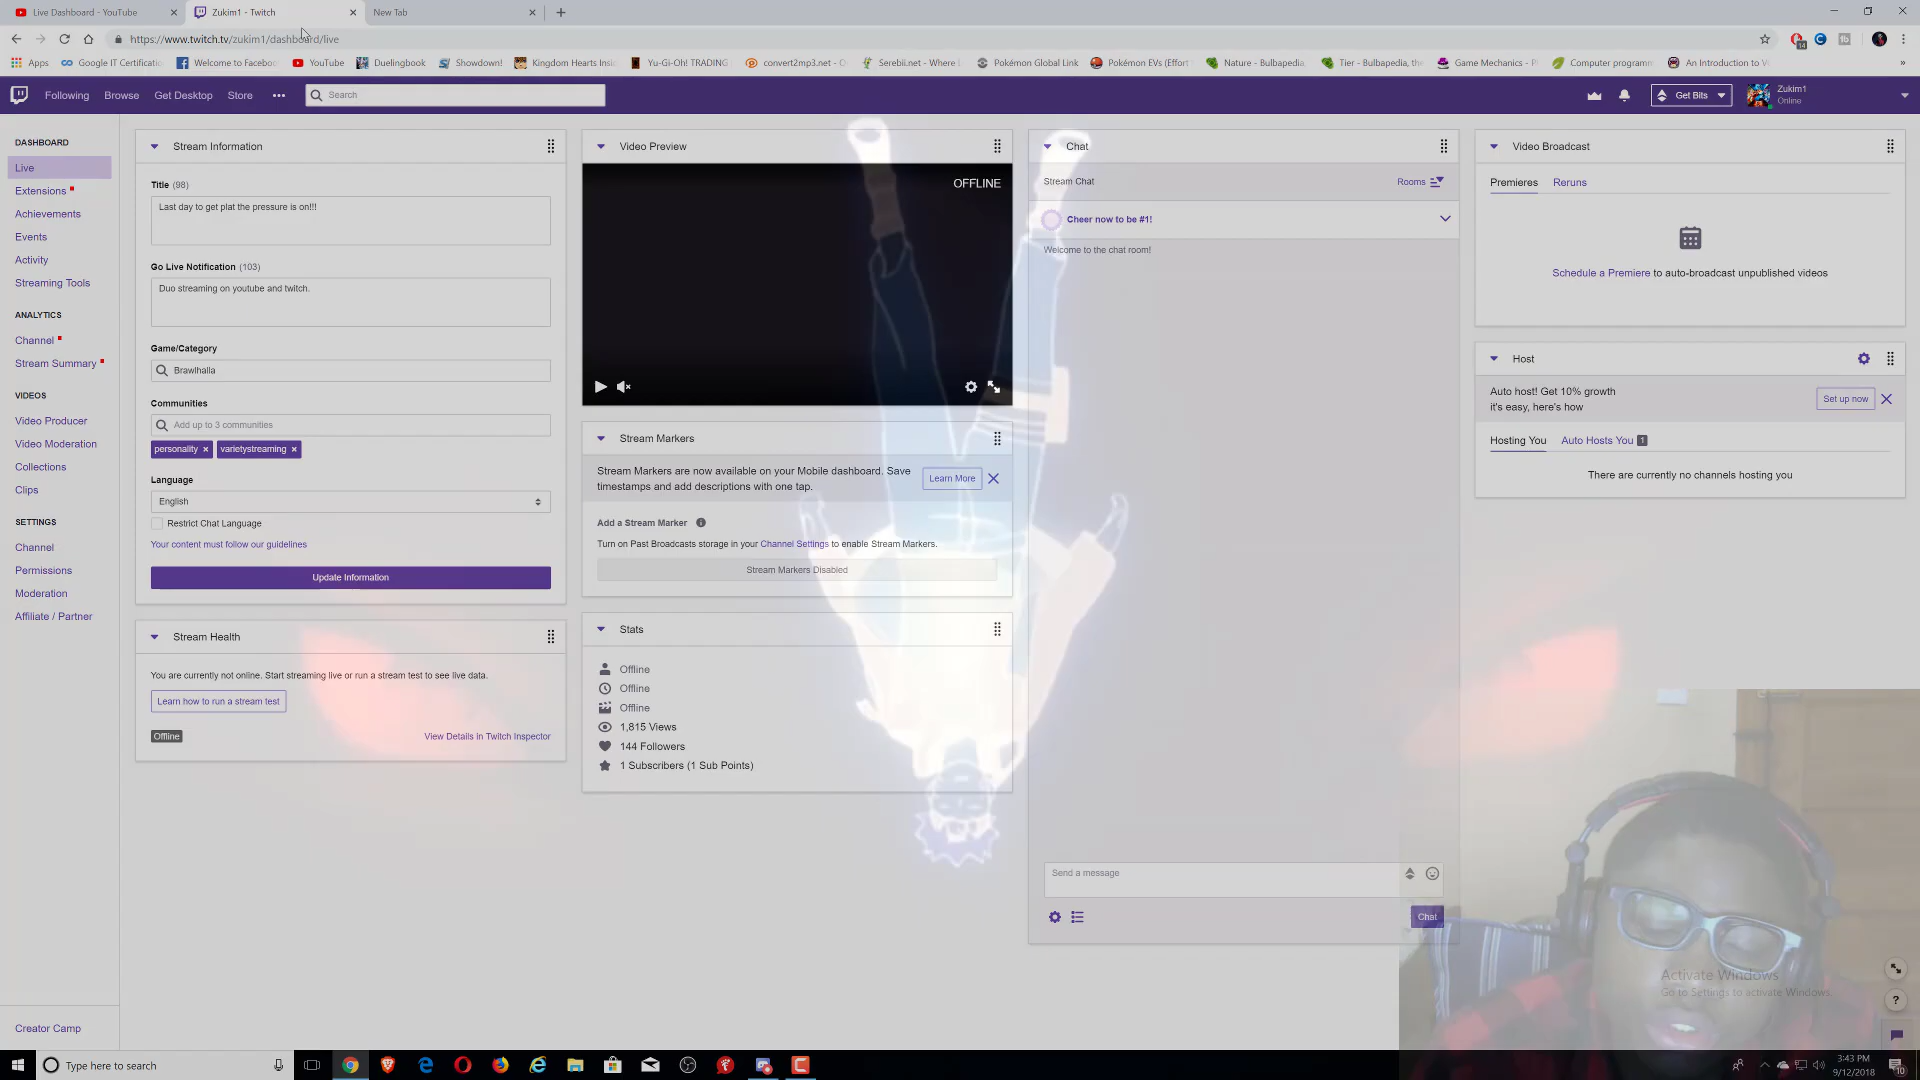 Live Dashboard - YouTube
Zukim1 - Twitch
New Tab
https://www.twitch.tv/zukim1/dashboard/live
Apps
Google IT Certificatio
Welcome to Facebook
YouTube
Duelingbook
Showdown!
Kingdom Hearts Insi
Yu-Gi-Oh! TRADING
convert2mp3.net - O
Serebii.net - Where L
Pokémon Global Link
Pokémon EVs (Effort
Nature - Bulbapedia,
Tier - Bulbapedia, the
Game Mechanics - P
Computer programm
An Introduction to V
Following
Browse
Get Desktop
Store
Search
Get Bits
Zukim1
Online
DASHBOARD
Live
Extensions
Achievements
Events
Activity
Streaming Tools
ANALYTICS
Channel
Stream Summary
VIDEOS
Video Producer
Video Moderation
Collections
Clips
SETTINGS
Channel
Permissions
Moderation
Affiliate / Partner
Creator Camp
Stream Information
Title (98)
Last day to get plat the pressure is on!!!
Go Live Notification (103)
Duo streaming on youtube and twitch.
Game/Category
Brawlhalla
Communities
Add up to 3 communities
personality ×
varietystreaming ×
Language
English
Restrict Chat Language
Your content must follow our guidelines
Update Information
Stream Health
You are currently not online. Start streaming live or run a stream test to see live data.
Learn how to run a stream test
Offline
View Details in Twitch Inspector
Video Preview
OFFLINE
Stream Markers
Stream Markers are now available on your Mobile dashboard. Save
timestamps and add descriptions with one tap.
Learn More
Add a Stream Marker
Turn on Past Broadcasts storage in your Channel Settings to enable Stream Markers.
Stream Markers Disabled
Stats
Offline
Offline
Offline
1,815 Views
144 Followers
1 Subscribers (1 Sub Points)
Chat
Stream Chat
Rooms
Cheer now to be #1!
Welcome to the chat room!
Send a message
Chat
Video Broadcast
Premieres
Reruns
Schedule a Premiere to auto-broadcast unpublished videos
Host
Auto host! Get 10% growth
it's easy, here's how
Set up now
Hosting You
Auto Hosts You 1
There are currently no channels hosting you
Activate Windows
Go to Settings to activate Windows.
Type here to search
3:43 PM
9/12/2018
10